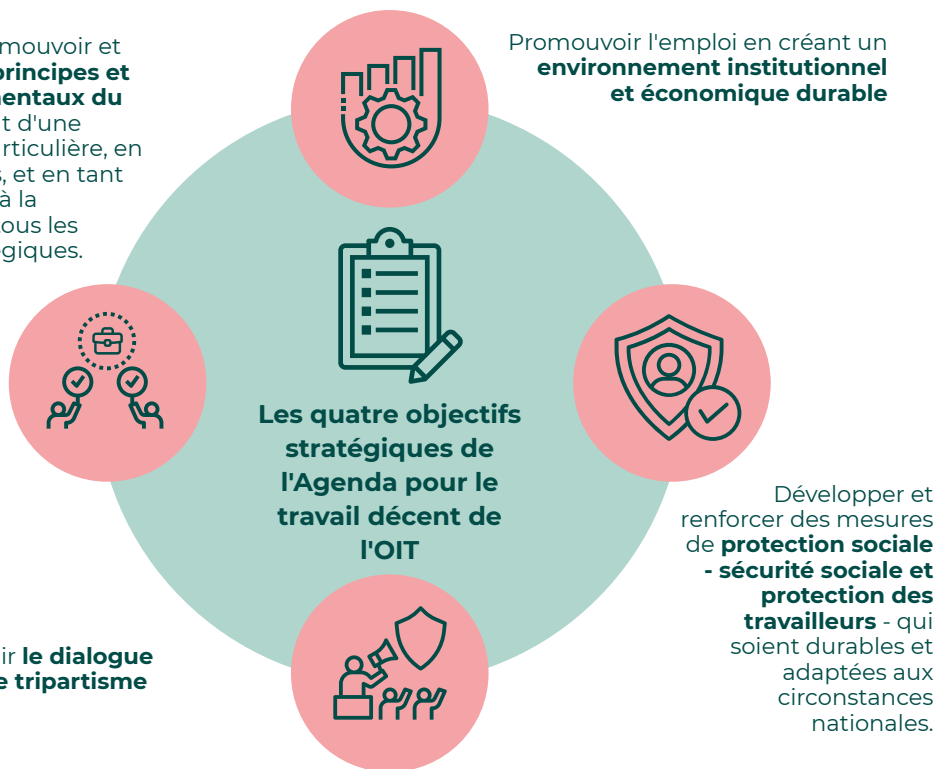 mouvoir et
principes et
mentaux du
t d'une
articulière, en
s, et en tant
à la
tous les
égiques.
Promouvoir l'emploi en créant un
environnement institutionnel
et économique durable
Les quatre objectifs
stratégiques de
l'Agenda pour le
travail décent de
l'OIT
Développer et
renforcer des mesures
de protection sociale
- sécurité sociale et
protection des
travailleurs - qui
soient durables et
adaptées aux
circonstances
nationales.
ir le dialogue
e tripartisme